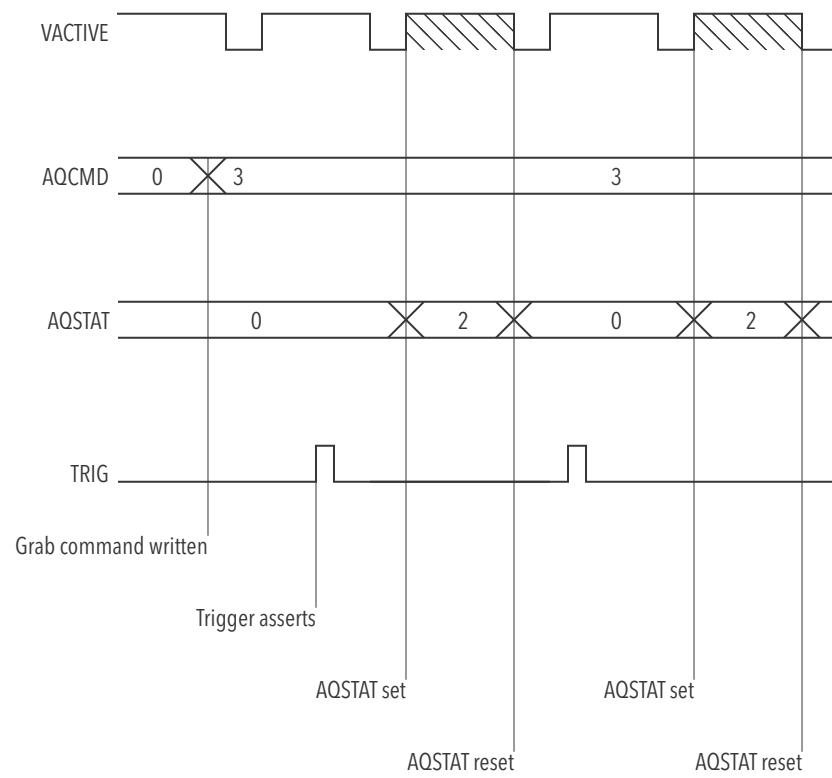 VACTIVE
AQCMD 0 3 3
AQSTAT 0 2 0 2
TRIG
Grab command written
Trigger asserts
AQSTAT set AQSTAT set
AQSTAT reset AQSTAT reset